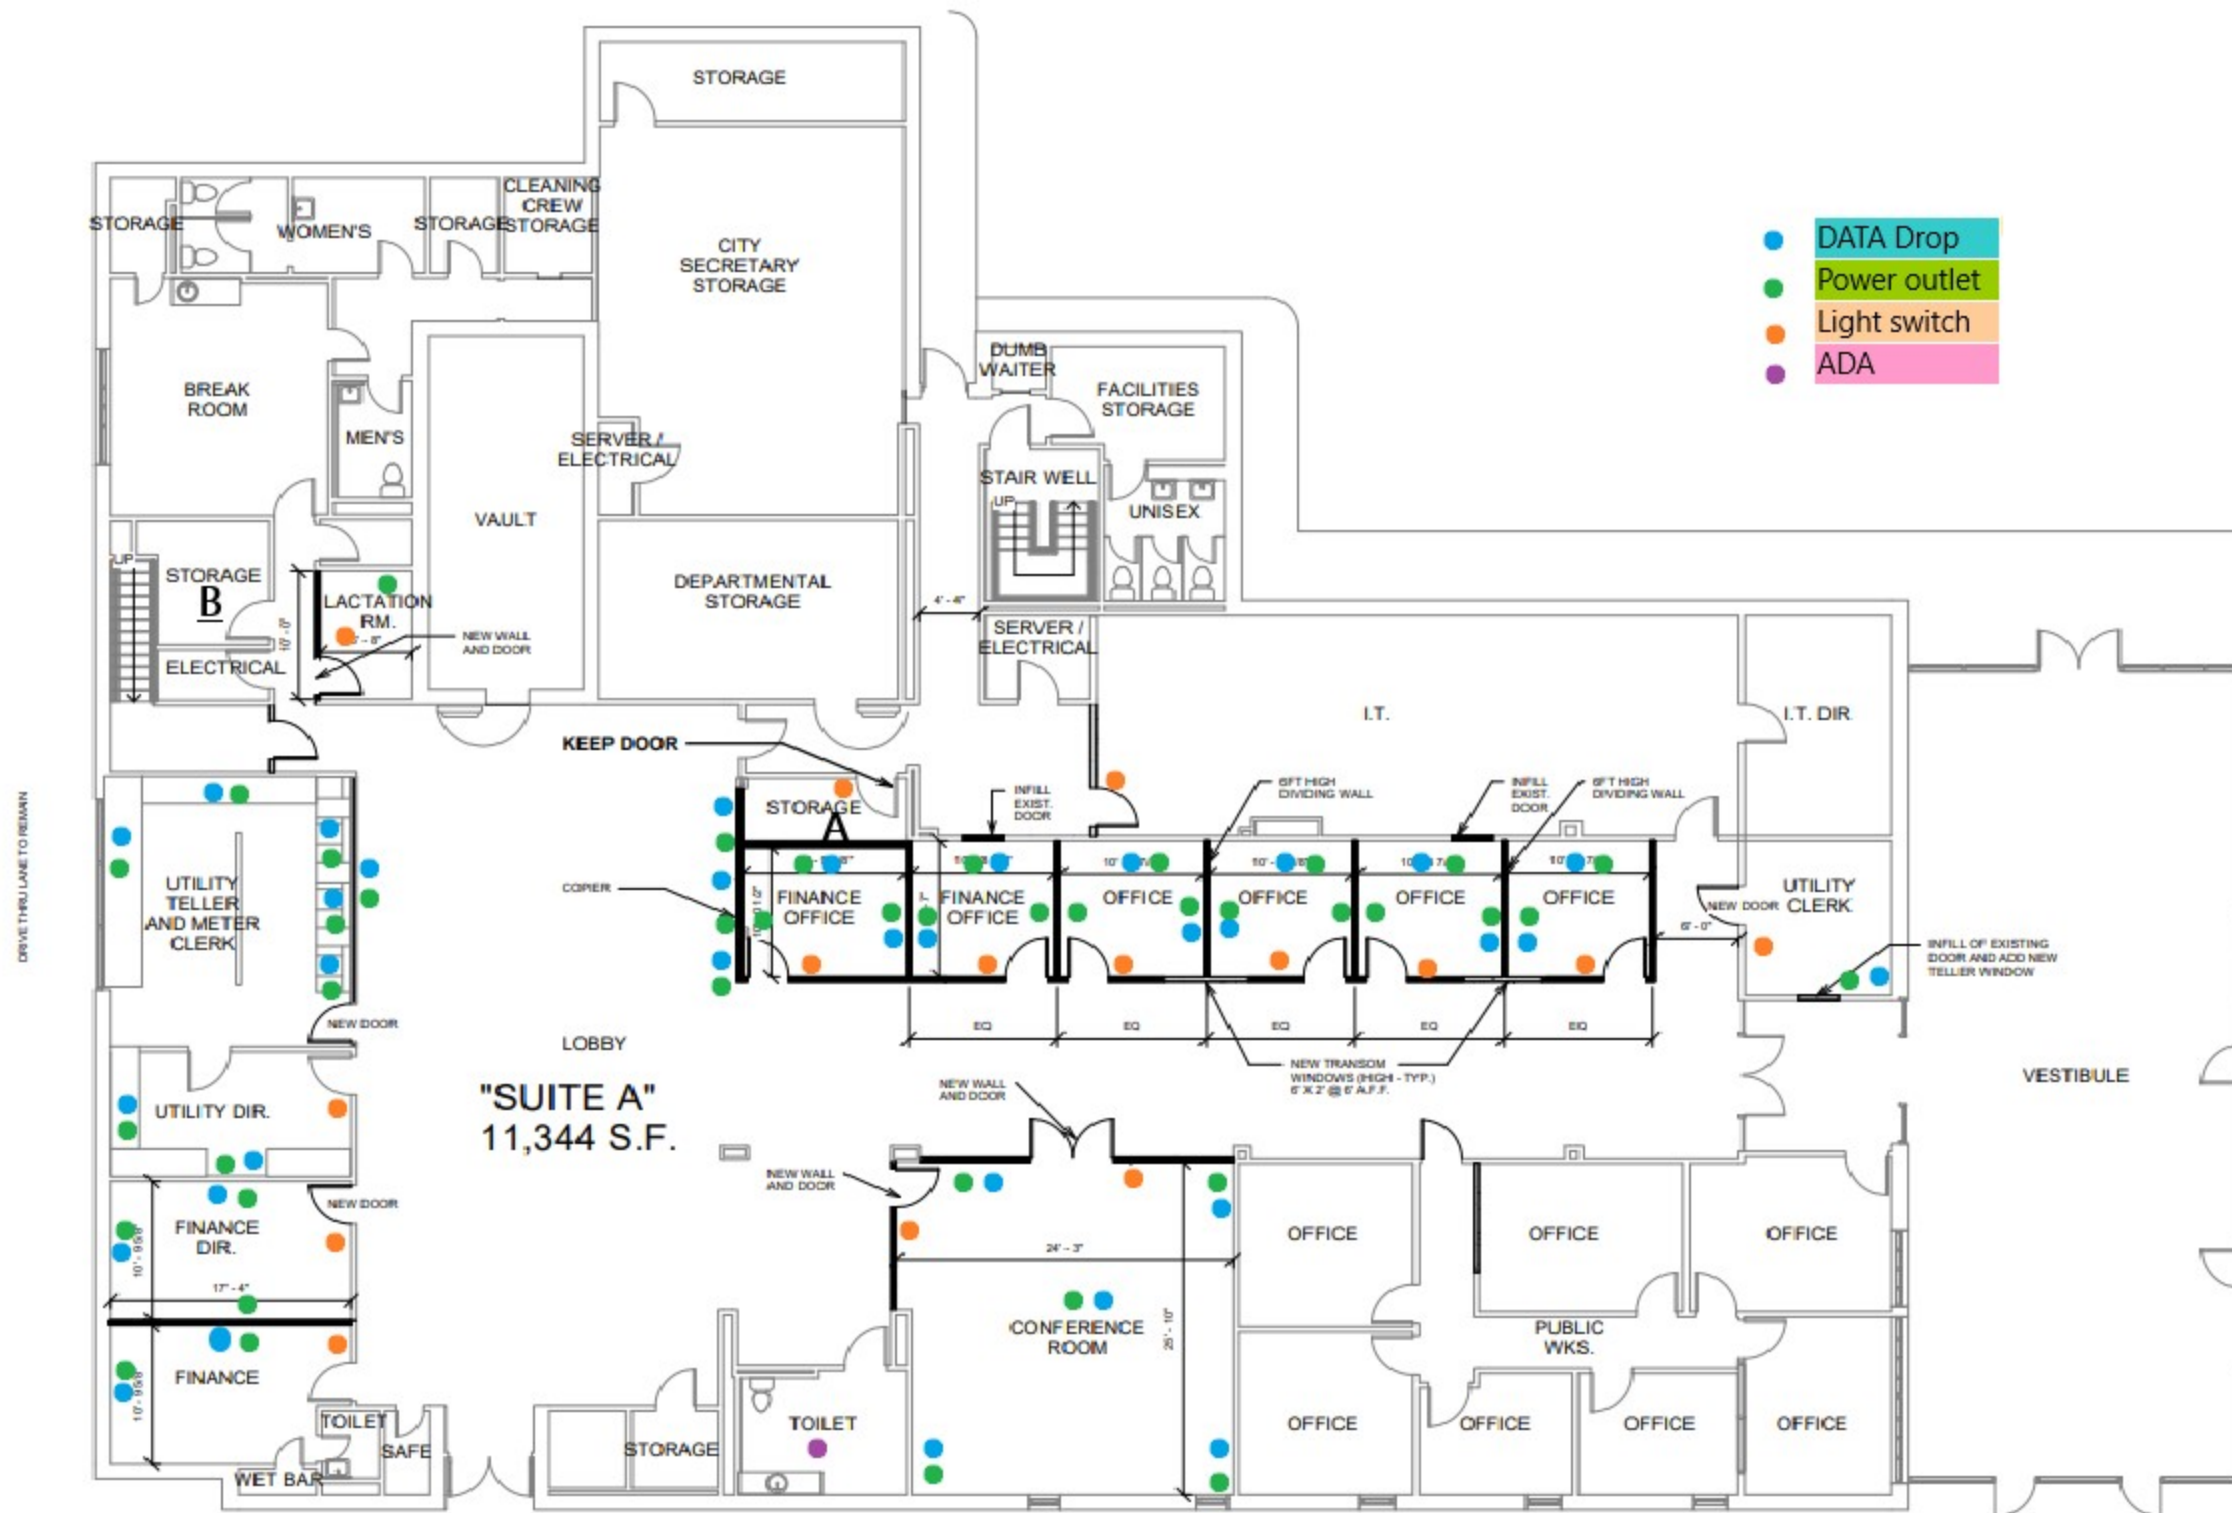 STORAGE
STORAGE
WOMEN'S
STORAGE
CLEANING
CREW
STORAGE
CITY
SECRETARY
STORAGE
DATA Drop
Power outlet
Light switch
ADA
BREAK
ROOM
MEN'S
SERVER /
ELECTRICAL
VAULT
DUMB
WAITER
FACILITIES
STORAGE
STAIR WELL
UP
UNISEX
UP
STORAGE
B
ELECTRICAL
LACTATION
RM.
10' - 0"
NEW WALL
AND DOOR
DEPARTMENTAL
STORAGE
4' - 4"
SERVER /
ELECTRICAL
I.T.
I.T. DIR.
KEEP DOOR
STORAGE
A
INFILL
EXIST.
DOOR
6FT HIGH
DIVIDING WALL
INFILL
EXIST.
DOOR
6FT HIGH
DIVIDING WALL
DRIVE THRU LANE TO REMAIN
UTILITY
TELLER
AND METER
CLERK
COPIER
FINANCE
OFFICE
FINANCE
OFFICE
OFFICE
OFFICE
OFFICE
OFFICE
UTILITY
CLERK
NEW DOOR
6' - 0"
INFILL OF EXISTING
DOOR AND ADD NEW
TELLER WINDOW
NEW DOOR
EQ
EQ
EQ
EQ
EQ
LOBBY
"SUITE A"
11,344 S.F.
NEW TRANSOM
WINDOWS (HIGH - TYP.)
6' X 2' @ 6' A.F.F.
NEW WALL
AND DOOR
VESTIBULE
UTILITY DIR.
NEW WALL
AND DOOR
NEW DOOR
FINANCE
DIR.
17' - 4"
24' - 3"
25' - 10"
CONFERENCE
ROOM
OFFICE
OFFICE
OFFICE
PUBLIC
WKS.
FINANCE
TOILET
SAFE
WET BAR
STORAGE
TOILET
OFFICE
OFFICE
OFFICE
OFFICE